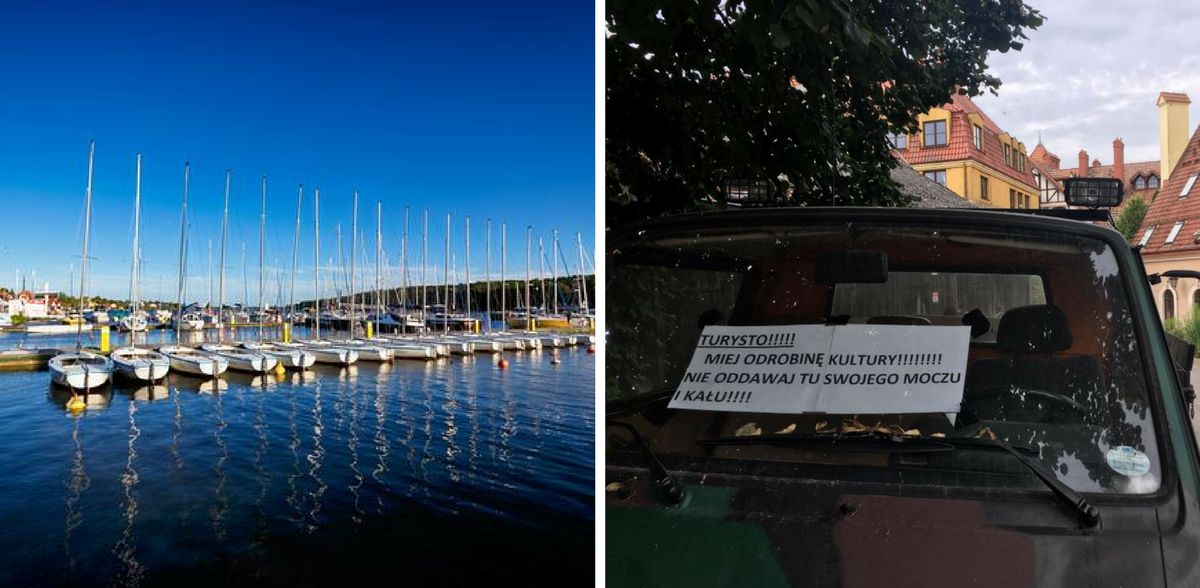 TURYSTO!!!!!
MIEJ ODROBINĘ KULTURY!!!!!!!!
NIE ODDAWAJ TU SWOJEGO MOCZU
I KAŁU!!!!